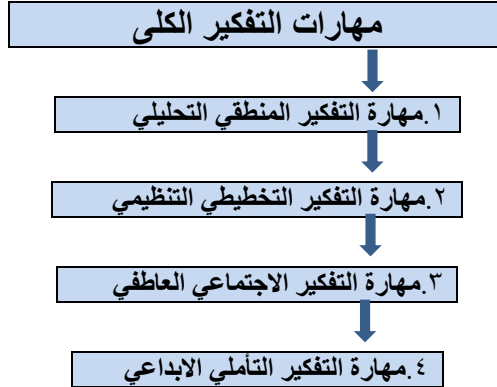 مهارات التفكير الكلي
١.مهارة التفكير المنطقي التحليلي
٢.مهارة التفكير التخطيطي التنظيمي
٣.مهارة التفكير الاجتماعي العاطفي
٤.مهارة التفكير التأملي الابداعي